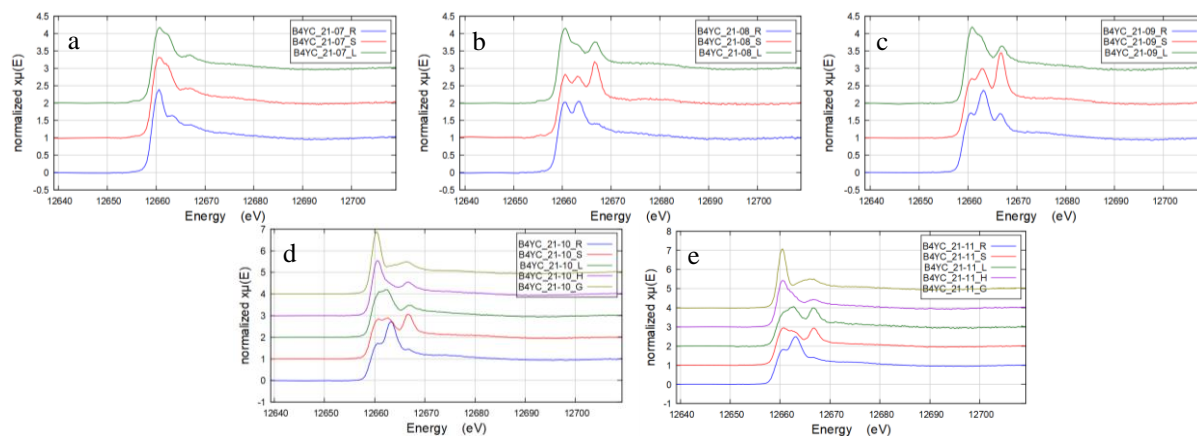 a
B4YC_21-07_R
B4YC_21-07_S
B4YC_21-07_L
normalized xμ(E)
4.5
4
3.5
3
2.5
2
1.5
1
0.5
0
-0.5
12640 12650 12660 12670 12680 12690 12700
Energy (eV)
b
B4YC_21-08_R
B4YC_21-08_S
B4YC_21-08_L
normalized xμ(E)
4.5
4
3.5
3
2.5
2
1.5
1
0.5
0
-0.5
12640 12650 12660 12670 12680 12690 12700
Energy (eV)
c
B4YC_21-09_R
B4YC_21-09_S
B4YC_21-09_L
normalized xμ(E)
4.5
4
3.5
3
2.5
2
1.5
1
0.5
0
-0.5
12640 12650 12660 12670 12680 12690 12700
Energy (eV)
d
B4YC_21-10_R
B4YC_21-10_S
B4YC_21-10_L
B4YC_21-10_H
B4YC_21-10_G
normalized xμ(E)
7
6
5
4
3
2
1
0
-1
12640 12650 12660 12670 12680 12690 12700
Energy (eV)
e
B4YC_21-11_R
B4YC_21-11_S
B4YC_21-11_L
B4YC_21-11_H
B4YC_21-11_G
normalized xμ(E)
8
7
6
5
4
3
2
1
0
-1
12640 12650 12660 12670 12680 12690 12700
Energy (eV)